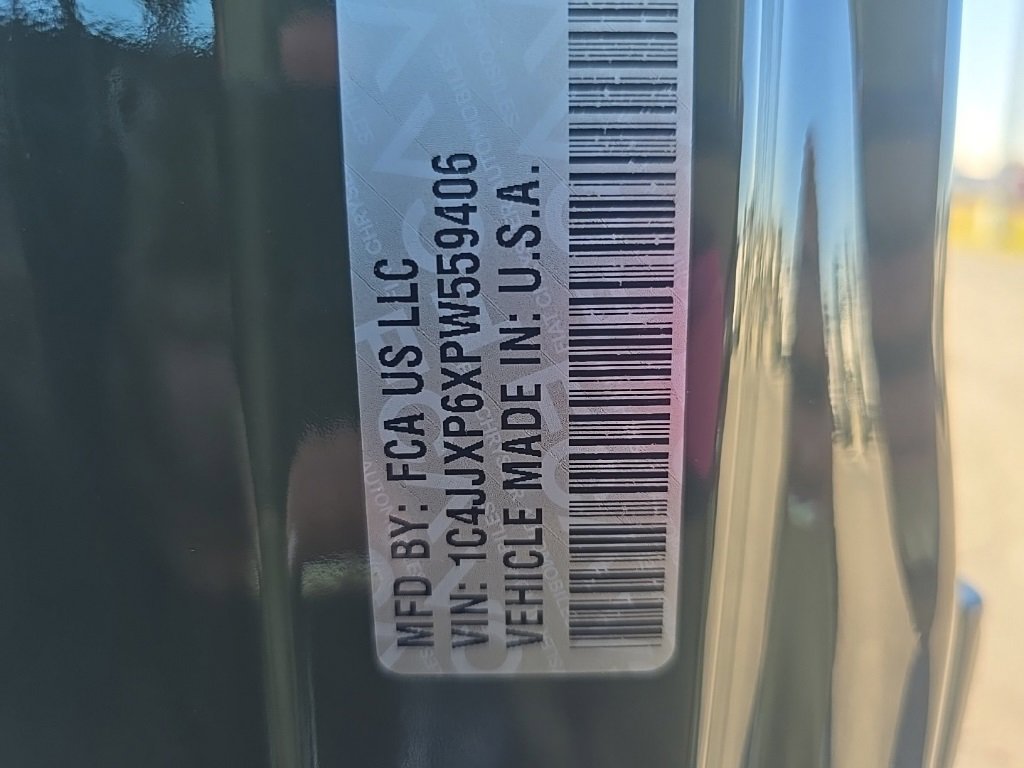 MFD BY: FCA US LLC
VIN: 1C4JJXP6XPW559406
VEHICLE MADE IN: U.S.A.